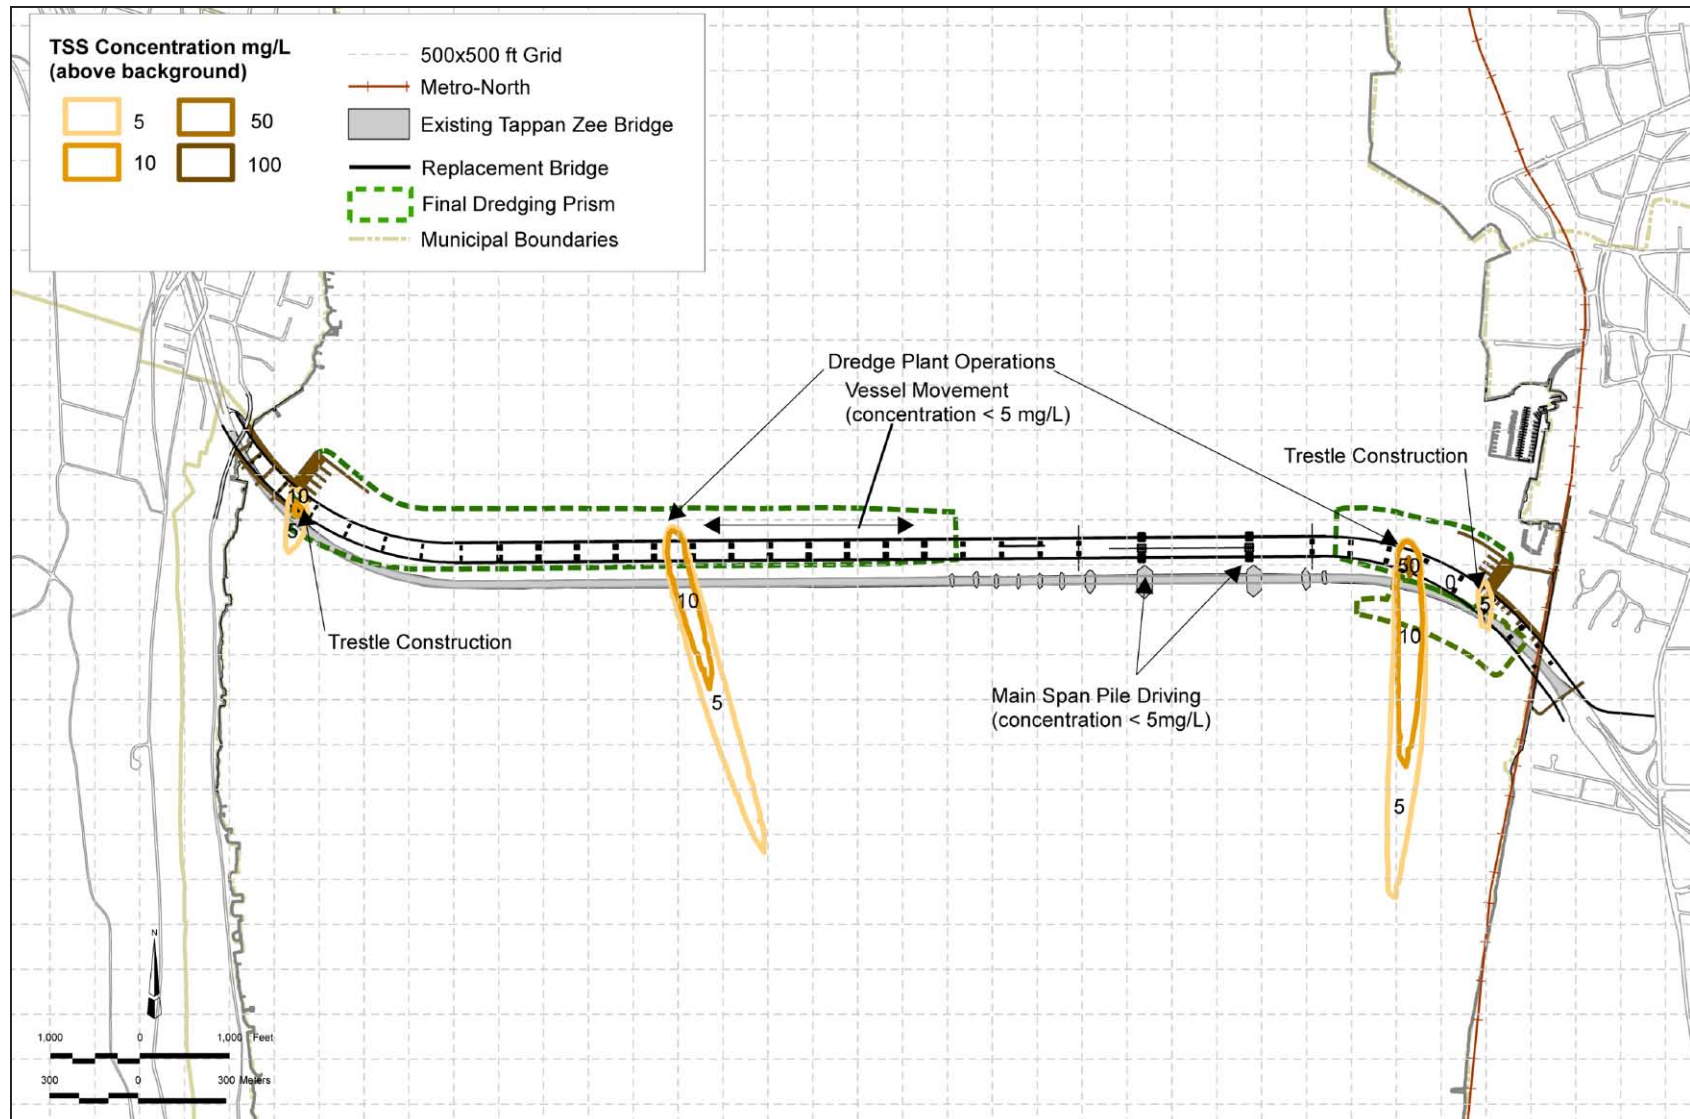 TSS Concentration mg/L
(above background)
5
50
10
100
500x500 ft Grid
Metro-North
Existing Tappan Zee Bridge
Replacement Bridge
Final Dredging Prism
Municipal Boundaries
Dredge Plant Operations
Vessel Movement
(concentration < 5 mg/L)
Trestle Construction
10
5
50
0
5
10
10
Trestle Construction
5
Main Span Pile Driving
(concentration < 5mg/L)
5
N
1,000 0 1,000 Feet
300 0 300 Meters